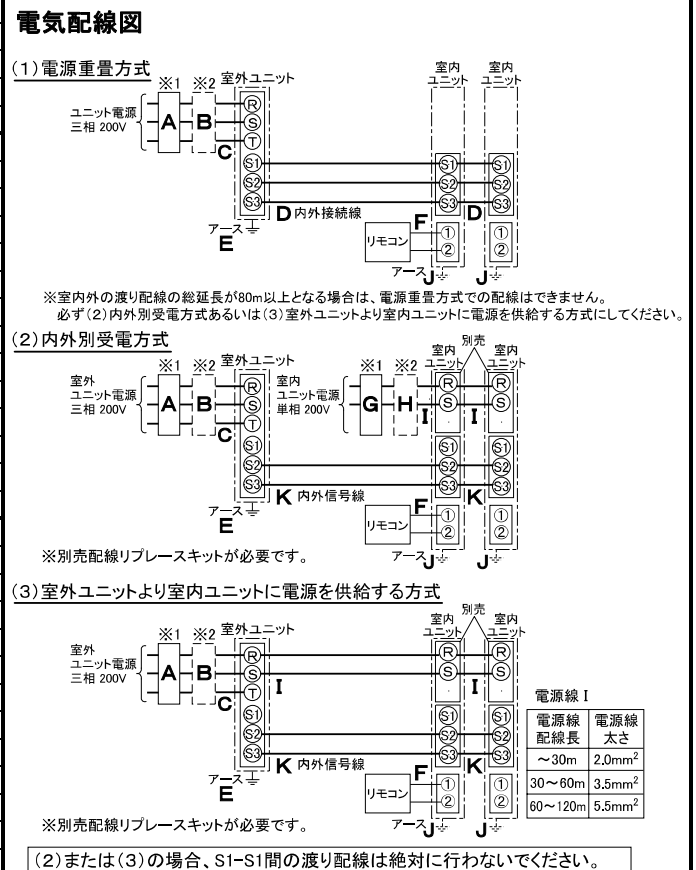 電気配線図
(1)電源重畳方式
※1 ※2 室外ユニット
室内
ユニット
室内
ユニット
ユニット電源
三相 200V
A B C
R
S
T
S1
S2
S3
S1
S2
S3
S1
S2
S3
D 内外接続線
D
アース
E
リモコン
F
①
②
①
②
アース J
J
※室内外の渡り配線の総延長が80m以上となる場合は、電源重畳方式での配線はできません。
必ず(2)内外別受電方式あるいは(3)室外ユニットより室内ユニットに電源を供給する方式にしてください。
(2)内外別受電方式
※1 ※2 室外ユニット
室外
ユニット電源
三相 200V
A B C
R
S
T
S1
S2
S3
※1 ※2
室内
ユニット
別売
室内
ユニット
室内
ユニット電源
単相 200V
G H I I
R
S
R
S
S1
S2
S3
S1
S2
S3
K 内外信号線
K
アース
E
リモコン
F
①
②
①
②
アース J
J
※別売配線リプレースキットが必要です。
(3)室外ユニットより室内ユニットに電源を供給する方式
※1 ※2 室外ユニット
室内
ユニット
別売
室内
ユニット
室外
ユニット電源
三相 200V
A B C
R
S
T
S1
S2
S3
I
I
R
S
R
S
S1
S2
S3
S1
S2
S3
K 内外信号線
K
アース
E
リモコン
F
①
②
①
②
アース J
J
※別売配線リプレースキットが必要です。
電源線 I
電源線
配線長
電源線
太さ
～30m 2.0mm²
30～60m 3.5mm²
60～120m 5.5mm²
(2)または(3)の場合、S1-S1間の渡り配線は絶対に行わないでください。